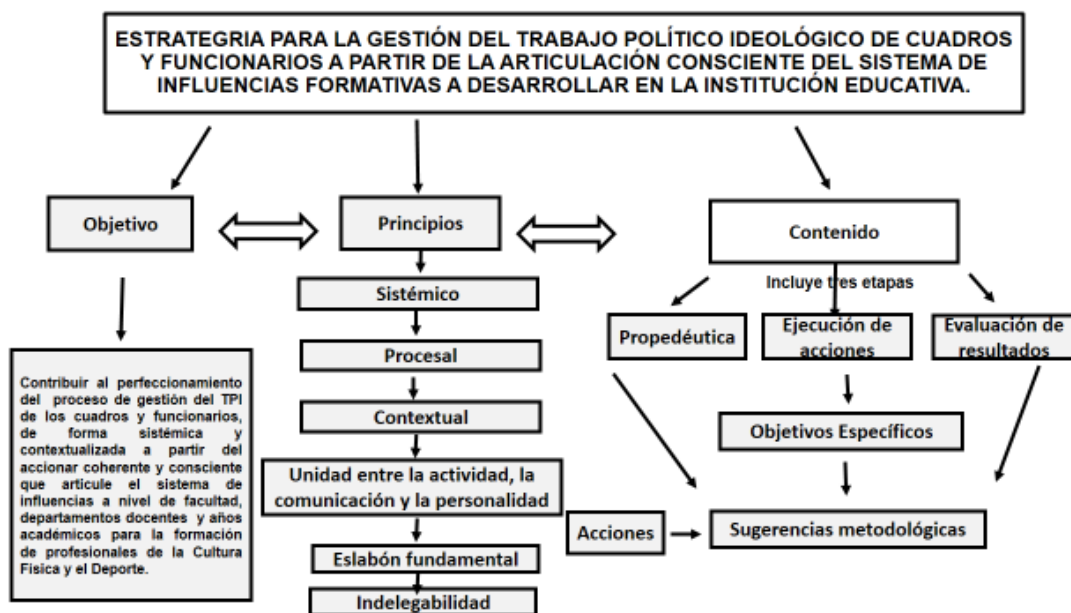 ESTRATEGRIA PARA LA GESTIÓN DEL TRABAJO POLÍTICO IDEOLÓGICO DE CUADROS
Y FUNCIONARIOS A PARTIR DE LA ARTICULACIÓN CONSCIENTE DEL SISTEMA DE
INFLUENCIAS FORMATIVAS A DESARROLLAR EN LA INSTITUCIÓN EDUCATIVA.
Objetivo
Principios
Contenido
Contribuir al perfeccionamiento
del proceso de gestión del TPI
de los cuadros y funcionarios,
de forma sistémica y
contextualizada a partir del
accionar coherente y consciente
que articule el sistema de
influencias a nivel de facultad,
departamentos docentes y años
académicos para la formación
de profesionales de la Cultura
Física y el Deporte.
Sistémico
Procesal
Contextual
Unidad entre la actividad, la
comunicación y la personalidad
Eslabón fundamental
Indelegabilidad
Incluye tres etapas
Propedéutica
Ejecución de
acciones
Evaluación de
resultados
Objetivos Específicos
Acciones
Sugerencias metodológicas